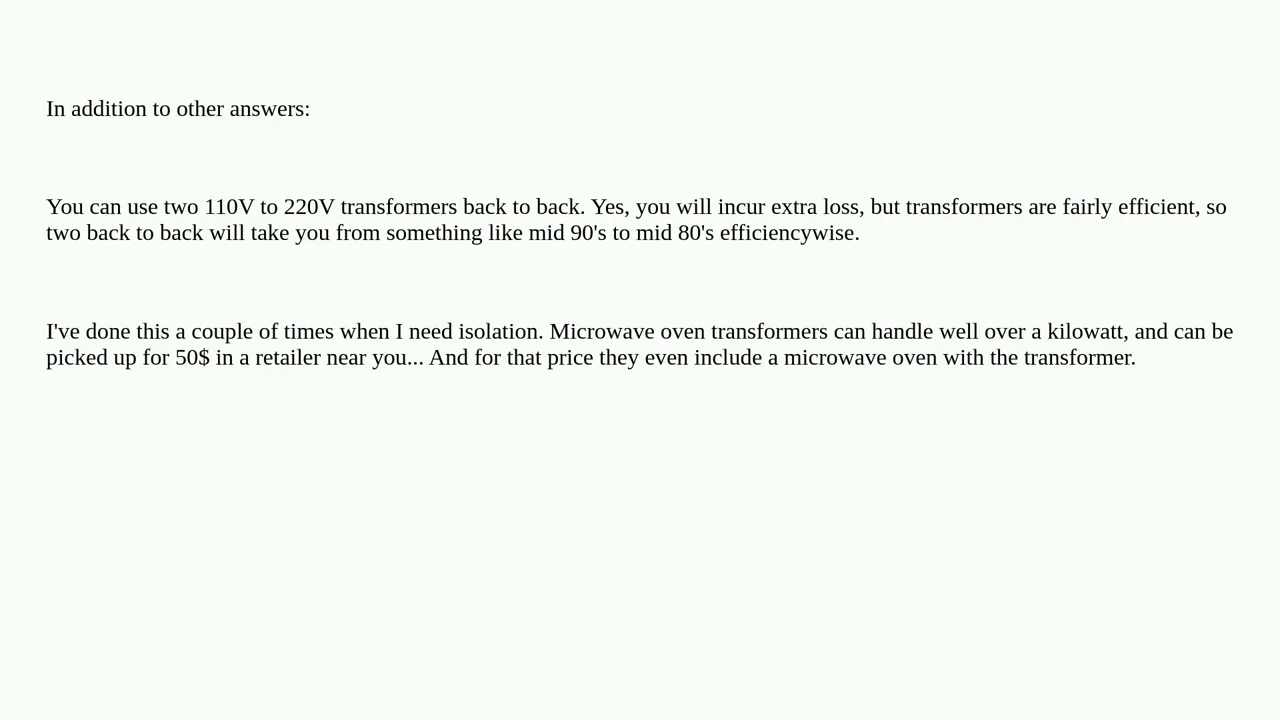 In addition to other answers:
You can use two 110V to 220V transformers back to back. Yes, you will incur extra loss, but transformers are fairly efficient, so
two back to back will take you from something like mid 90's to mid 80's efficiencywise.
I've done this a couple of times when I need isolation. Microwave oven transformers can handle well over a kilowatt, and can be
picked up for 50$ in a retailer near you... And for that price they even include a microwave oven with the transformer.